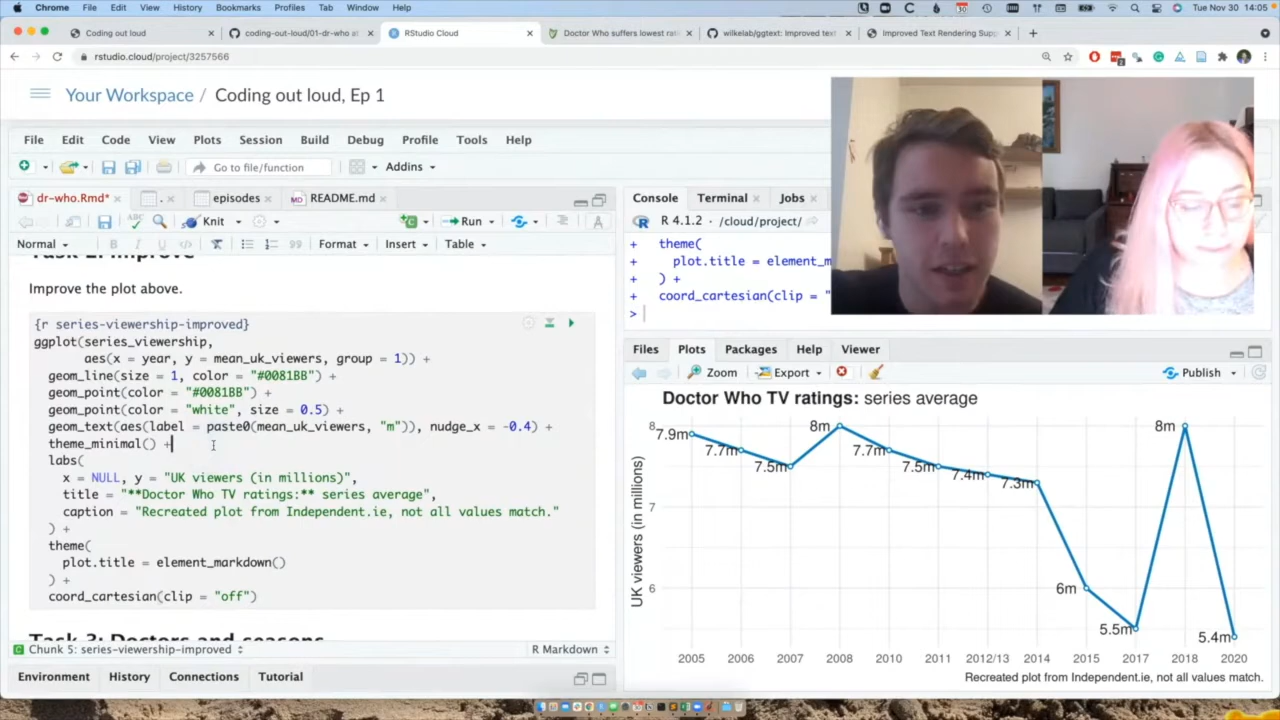 Chrome File Edit View History Bookmarks Profiles Tab Window Help Tue Nov 30 14:05
Coding out loud coding-out-loud/01-dr-who at RStudio Cloud Doctor Who suffers lowest rati wilkelab/ggtext: Improved text Improved Text Rendering Supp
rstudio.cloud/project/3257566
Your Workspace / Coding out loud, Ep 1
File Edit Code View Plots Session Build Debug Profile Tools Help
Go to file/function Addins
dr-who.Rmd* . episodes README.md
Knit Run
Normal Format Insert Table
Task 2: Improve
Improve the plot above.
{r series-viewership-improved}
ggplot(series_viewership,
aes(x = year, y = mean_uk_viewers, group = 1)) +
geom_line(size = 1, color = "#0081BB") +
geom_point(color = "#0081BB") +
geom_point(color = "white", size = 0.5) +
geom_text(aes(label = paste0(mean_uk_viewers, "m")), nudge_x = -0.4) +
theme_minimal() +
labs(
x = NULL, y = "UK viewers (in millions)",
title = "**Doctor Who TV ratings:** series average",
caption = "Recreated plot from Independent.ie, not all values match."
) +
theme(
plot.title = element_markdown()
) +
coord_cartesian(clip = "off")
Task 3: Doctors and seasons
Chunk 5: series-viewership-improved R Markdown
Environment History Connections Tutorial
Console Terminal Jobs
R 4.1.2 · /cloud/project/
+ theme(
+ plot.title = element_m
+ ) +
+ coord_cartesian(clip = "
>
Files Plots Packages Help Viewer
Zoom Export Publish
Doctor Who TV ratings: series average
8
7
6
UK viewers (in millions)
7.9m 7.7m 7.5m 8m 7.7m 7.5m 7.4m 7.3m 6m 5.5m 8m 5.4m
2005 2006 2007 2008 2010 2011 2012/13 2014 2015 2017 2018 2020
Recreated plot from Independent.ie, not all values match.